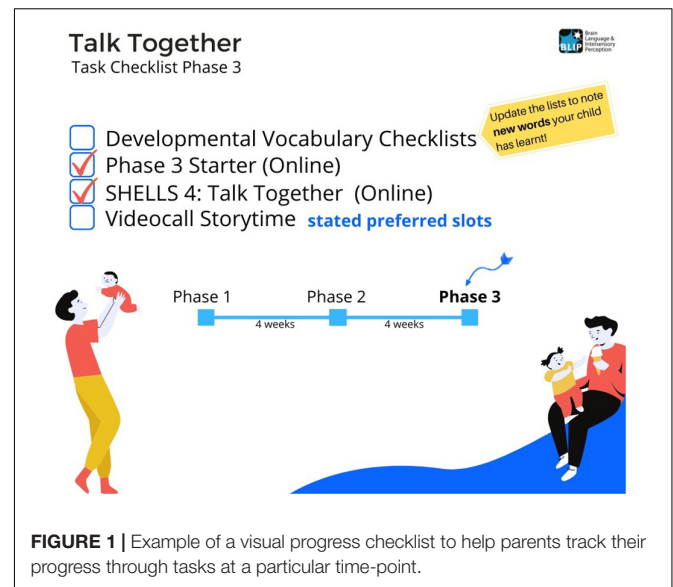 Talk Together
Task Checklist Phase 3
BLIP
Brain
Language &
Intersensory
Perception
Update the lists to note
new words your child
has learnt!
Developmental Vocabulary Checklists
Phase 3 Starter (Online)
SHELLS 4: Talk Together (Online)
Videocall Storytime stated preferred slots
Phase 1 Phase 2 Phase 3
4 weeks 4 weeks
FIGURE 1 | Example of a visual progress checklist to help parents track their
progress through tasks at a particular time-point.